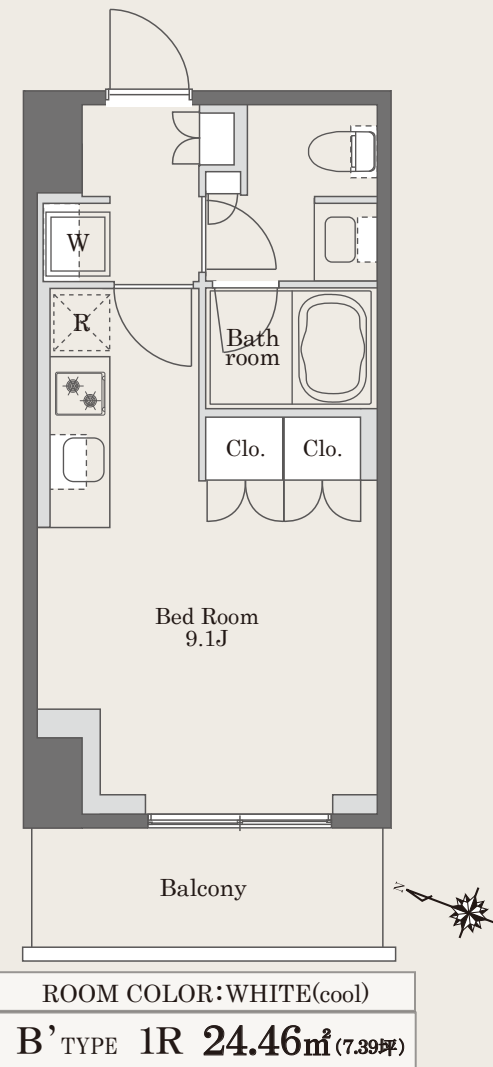 W
R
Bath
room
Clo. Clo.
Bed Room
9.1J
Balcony
N
ROOM COLOR:WHITE(cool)
B’TYPE 1R 24.46㎡(7.39坪)